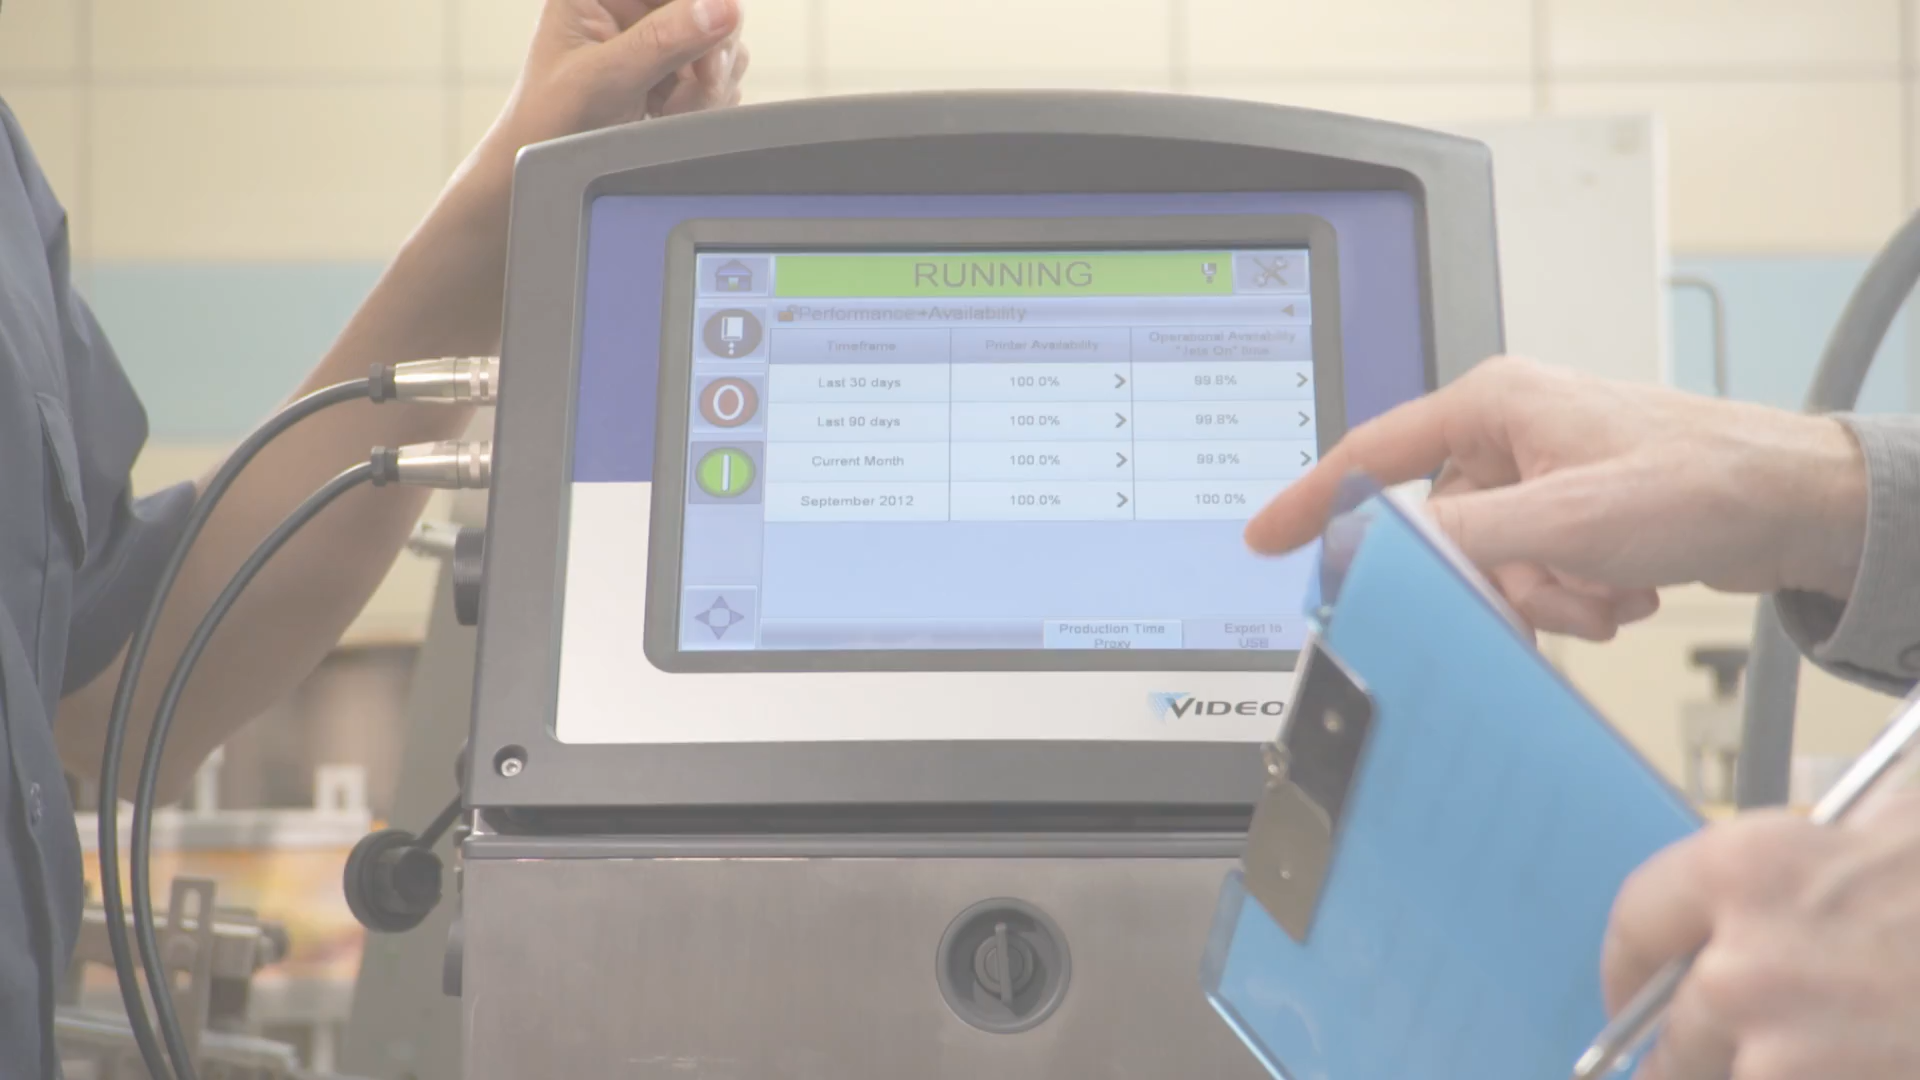 RUNNING
Performance→Availability
Timeframe
Printer Availability
Operational Availability
"Jets On" time
Last 30 days
100.0%
99.8%
Last 90 days
100.0%
99.8%
Current Month
100.0%
99.9%
September 2012
100.0%
100.0%
Production Time
Proxy
Export to
USB
VIDEO